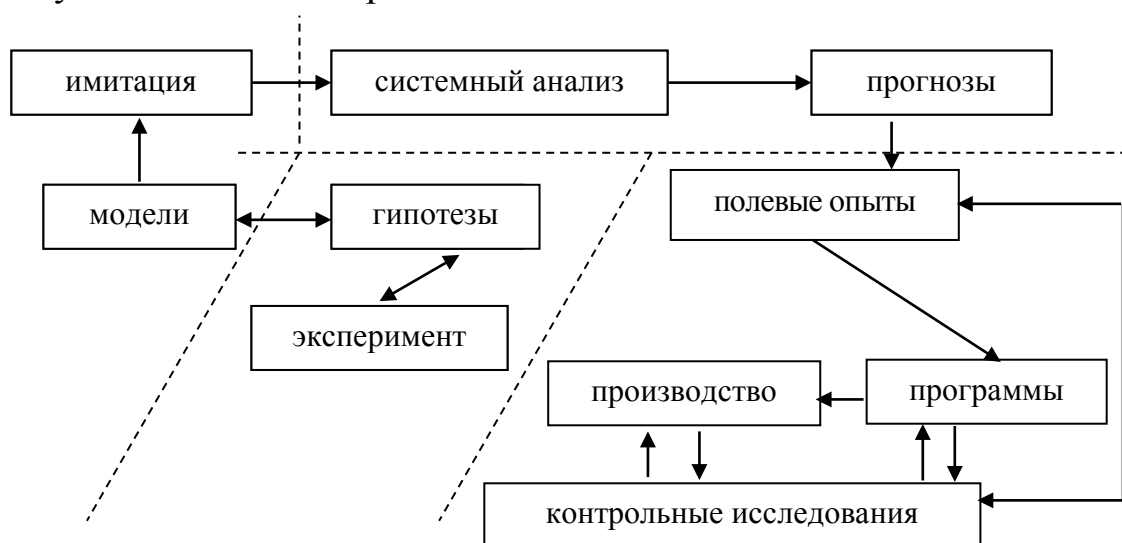 имитация
системный анализ
прогнозы
модели
гипотезы
полевые опыты
эксперимент
производство
программы
контрольные исследования